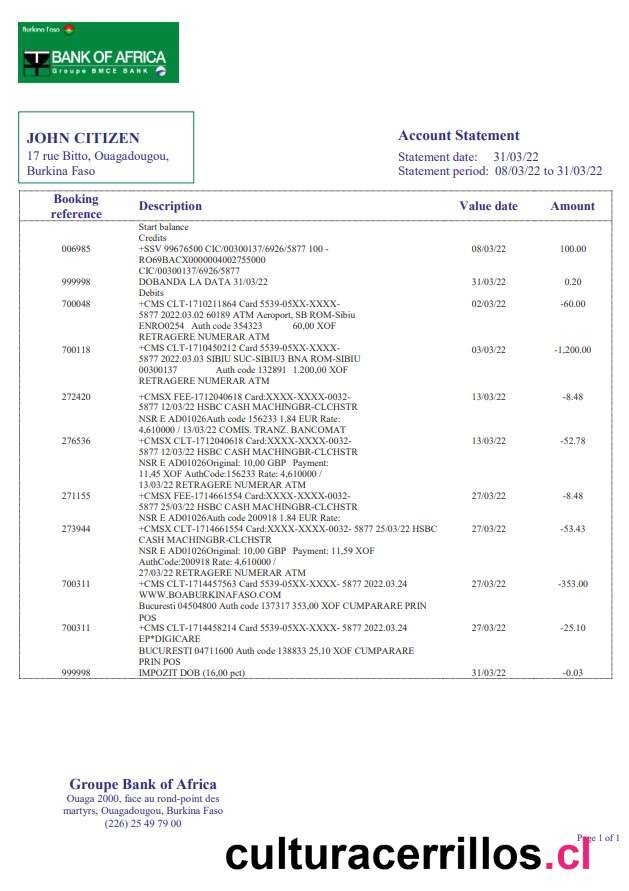 Burkina Faso
BANK OF AFRICA
Groupe BMCE BANK
JOHN CITIZEN
17 rue Bitto, Ouagadougou,
Burkina Faso
Account Statement
Statement date: 31/03/22
Statement period: 08/03/22 to 31/03/22
Booking reference Description Value date Amount
Start balance
Credits
006985 +SSV 99676500 CIC/00300137/6926/5877 100 - 08/03/22 100.00
RO69BACX0000004002755000
CIC/00300137/6926/5877
999998 DOBANDA LA DATA 31/03/22 31/03/22 0.20
Debits
700048 +CMS CLT-1710211864 Card 5539-05XX-XXXX- 02/03/22 -60.00
5877 2022.03.02 60189 ATM Aeroport, SB ROM-Sibiu
ENRO0254 Auth code 354323 60,00 XOF
RETRAGERE NUMERAR ATM
700118 +CMS CLT-1710450212 Card 5539-05XX-XXXX- 03/03/22 -1,200.00
5877 2022.03.03 SIBIU SUC-SIBIU3 BNA ROM-SIBIU
00300137 Auth code 132891 1.200,00 XOF
RETRAGERE NUMERAR ATM
272420 +CMSX FEE-1712040618 Card:XXXX-XXXX-0032- 13/03/22 -8.48
5877 12/03/22 HSBC CASH MACHINGBR-CLCHSTR
NSR E AD01026Auth code 156233 1.84 EUR Rate:
4,610000 / 13/03/22 COMIS. TRANZ. BANCOMAT
276536 +CMSX CLT-1712040618 Card:XXXX-XXXX-0032- 13/03/22 -52.78
5877 12/03/22 HSBC CASH MACHINGBR-CLCHSTR
NSR E AD01026Original: 10,00 GBP Payment:
11,45 XOF AuthCode:156233 Rate: 4,610000 /
13/03/22 RETRAGERE NUMERAR ATM
271155 +CMSX FEE-1714661554 Card:XXXX-XXXX-0032- 27/03/22 -8.48
5877 25/03/22 HSBC CASH MACHINGBR-CLCHSTR
NSR E AD01026Auth code 200918 1.84 EUR Rate:
273944 +CMSX CLT-1714661554 Card:XXXX-XXXX-0032- 5877 25/03/22 HSBC 27/03/22 -53.43
CASH MACHINGBR-CLCHSTR
NSR E AD01026Original: 10,00 GBP Payment: 11,59 XOF
AuthCode:200918 Rate: 4,610000 /
27/03/22 RETRAGERE NUMERAR ATM
700311 +CMS CLT-1714457563 Card 5539-05XX-XXXX- 5877 2022.03.24 27/03/22 -353.00
WWW.BOABURKINAFASO.COM
Bucuresti 04504800 Auth code 137317 353,00 XOF CUMPARARE PRIN
POS
700311 +CMS CLT-1714458214 Card 5539-05XX-XXXX- 5877 2022.03.24 27/03/22 -25.10
EP*DIGICARE
BUCURESTI 04711600 Auth code 138833 25,10 XOF CUMPARARE
PRIN POS
999998 IMPOZIT DOB (16,00 pct) 31/03/22 -0.03
Groupe Bank of Africa
Ouaga 2000, face au rond-point des
martyrs, Ouagadougou, Burkina Faso
(226) 25 49 79 00
Page 1 of 1
culturacerrillos.cl